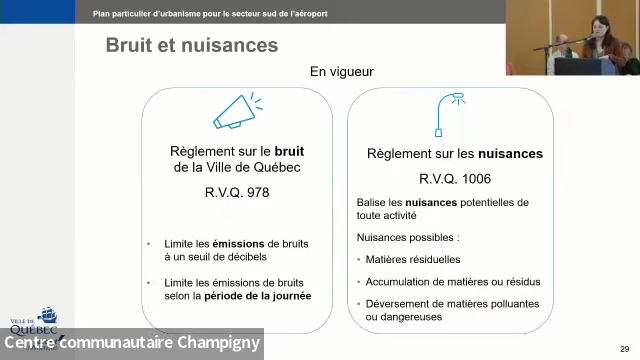 Plan particulier d'urbanisme pour le secteur sud de l'aéroport
Bruit et nuisances
En vigueur
Règlement sur le bruit
de la Ville de Québec
R.V.Q. 978
• Limite les émissions de bruits
à un seuil de décibels
• Limite les émissions de bruits
selon la période de la journée
Règlement sur les nuisances
R.V.Q. 1006
Balise les nuisances potentielles de
toute activité
Nuisances possibles :
• Matières résiduelles
• Accumulation de matières ou résidus
• Déversement de matières polluantes
ou dangereuses
VILLE DE
QUÉBEC
Centre communautaire Champigny
29